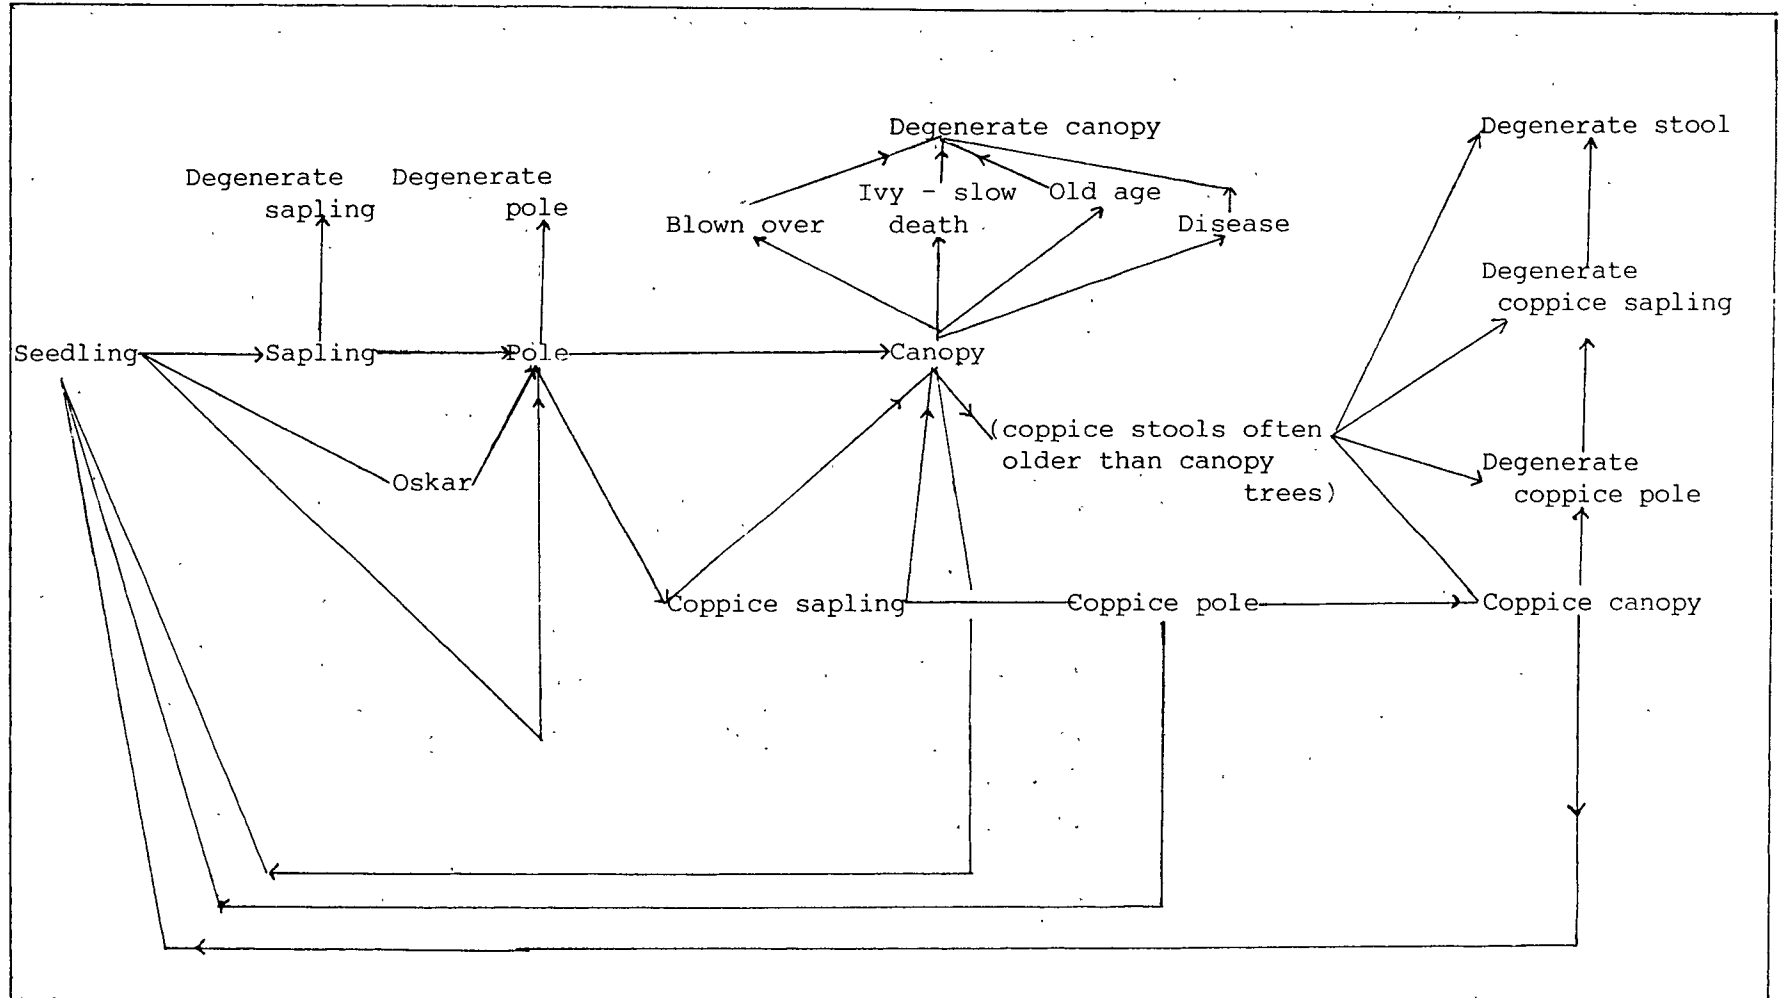 Degenerate canopy
Degenerate stool
Degenerate
sapling
Degenerate
pole
Blown over
Ivy - slow
death
Old age
Disease
Degenerate
coppice sapling
Seedling
Sapling
Pole
Canopy
(coppice stools often
older than canopy
trees)
Oskar
Degenerate
coppice pole
Coppice sapling
Coppice pole
Coppice canopy